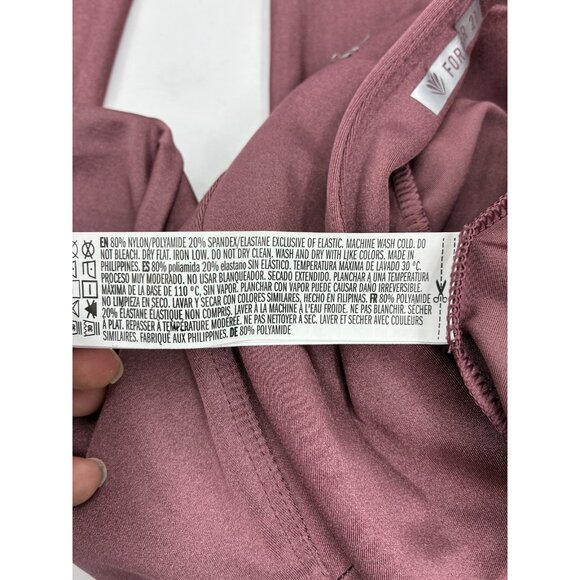 FOR
EN 80% NYLON/POLYAMIDE 20% SPANDEX/ELASTANE EXCLUSIVE OF ELASTIC. MACHINE WASH COLD. DO
NOT BLEACH. DRY FLAT. IRON LOW. DO NOT DRY CLEAN. WASH AND DRY WITH LIKE COLORS. MADE IN
PHILIPPINES. ES 80% poliamida 20% elastano SIN ELÁSTICO. TEMPERATURA MÁXIMA DE LAVADO 30 °C.
PROCESO MUY MODERADO. NO USAR BLANQUEADOR. SECADO EXTENDIDO. PLANCHAR A UNA TEMPERATURA
MÁXIMA DE LA BASE DE 110 °C, SIN VAPOR. PLANCHAR CON VAPOR PUEDE CAUSAR DAÑO IRREVERSIBLE.
NO LIMPIEZA EN SECO. LAVAR Y SECAR CON COLORES SIMILARES, HECHO EN FILIPINAS. FR 80% POLYAMIDE
20% ÉLASTANE ÉLASTIQUE NON COMPRIS. LAVER À LA MACHINE À L'EAU FROIDE. NE PAS BLANCHIR. SÉCHER
À PLAT. REPASSER À TEMPÉRATURE MODÉRÉE. NE PAS NETTOYER À SEC. LAVER ET SÉCHER AVEC COULEURS
SIMILAIRES. FABRIQUÉ AUX PHILIPPINES. DE 80% POLYAMIDE